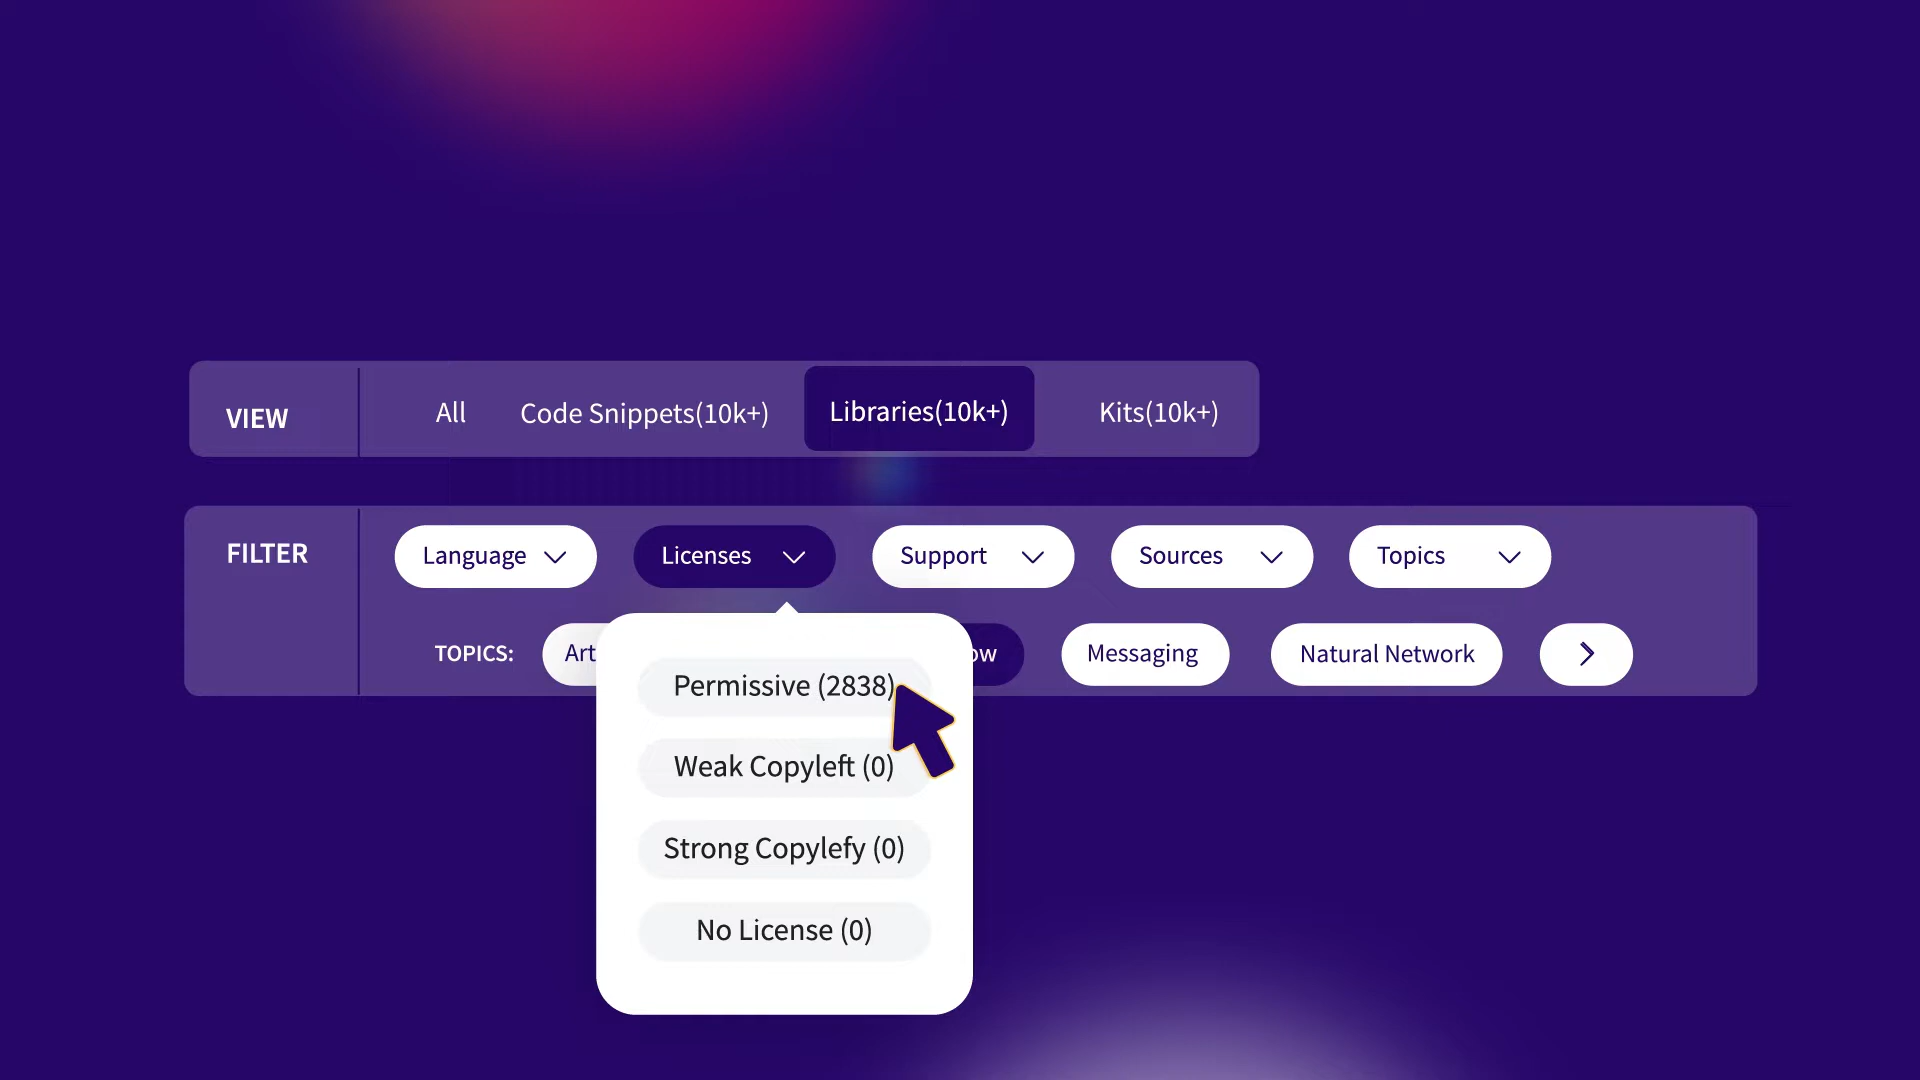 VIEW All Code Snippets(10k+) Libraries(10k+) Kits(10k+)
FILTER Language Licenses Support Sources Topics
TOPICS: Messaging Natural Network
Permissive (2838)
Weak Copyleft (0)
Strong Copylefy (0)
No License (0)